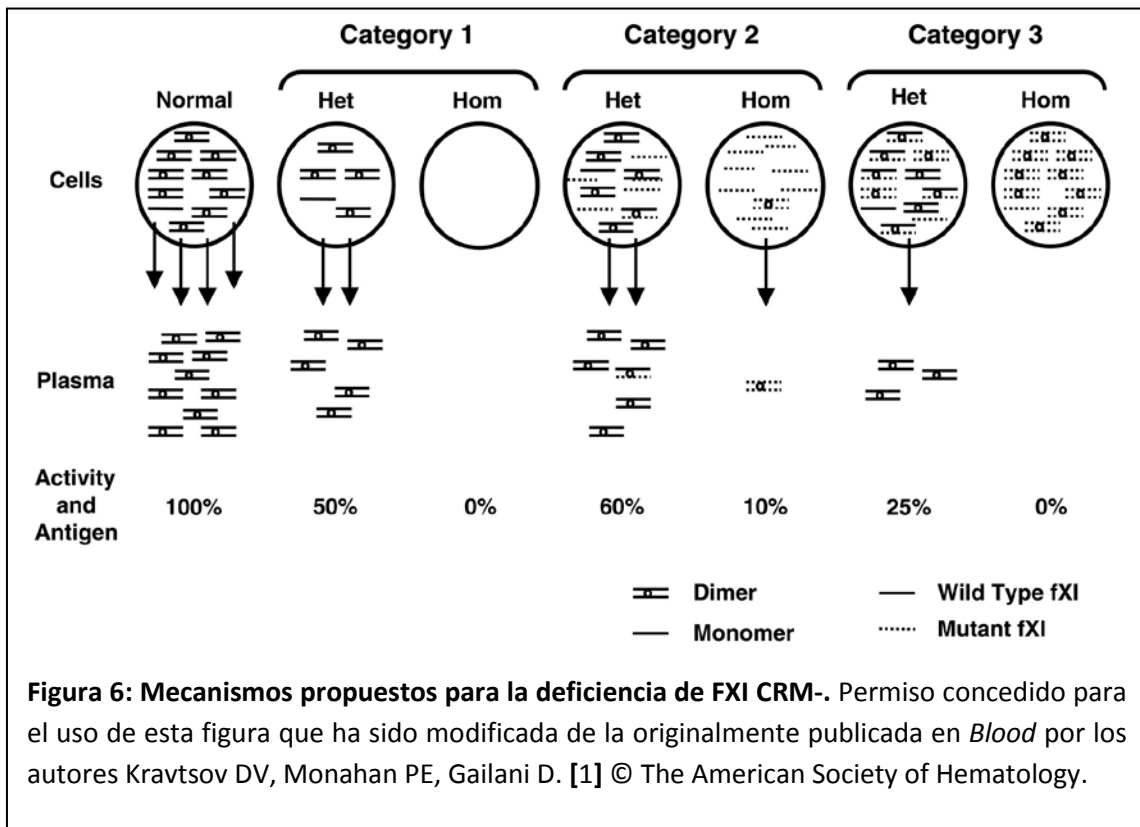 Category 1 Category 2 Category 3
Normal Het Hom Het Hom Het Hom
Cells
Plasma
Activity
and
Antigen
100% 50% 0% 60% 10% 25% 0%
Dimer Wild Type fXI
Monomer Mutant fXI
Figura 6: Mecanismos propuestos para la deficiencia de FXI CRM-. Permiso concedido para
el uso de esta figura que ha sido modificada de la originalmente publicada en Blood por los
autores Kravtsov DV, Monahan PE, Gailani D. [1] © The American Society of Hematology.